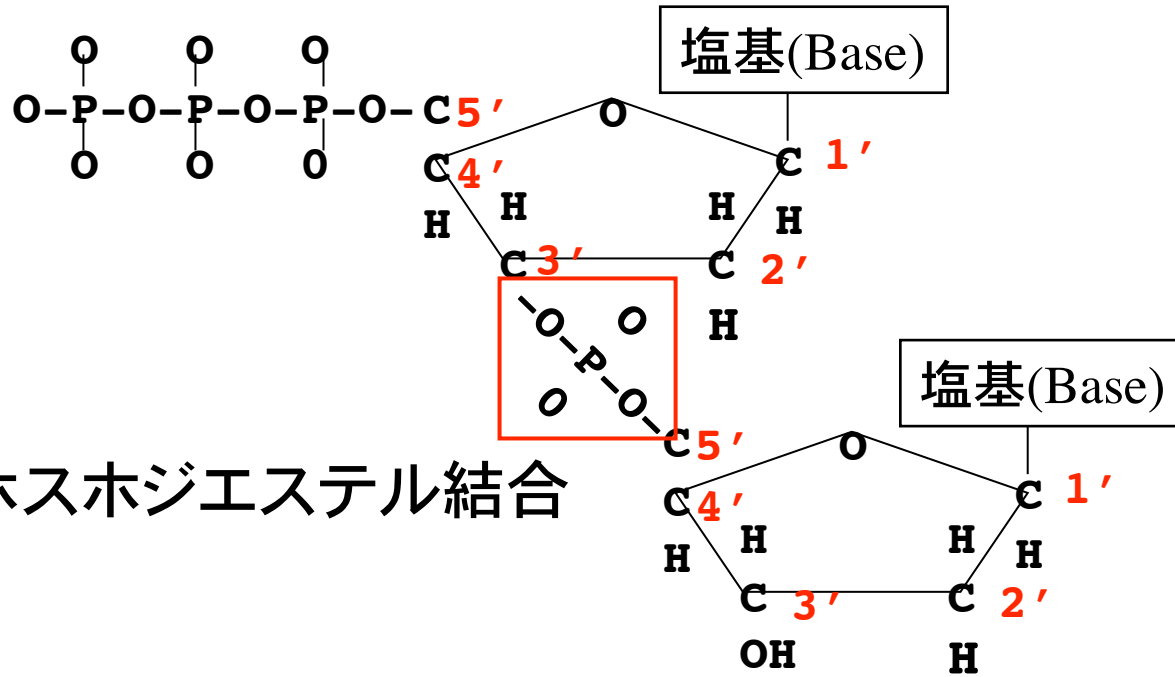 塩基(Base)
O O O
O-P-O-P-O-P-O- C5′
O O O
O
C4′
C 1′
H H H H
C3′
C 2′
H
-O-P-O-
O O
C5′
塩基(Base)
ホスホジエステル結合
O
C4′
C 1′
H H H H
C 3′
C 2′
OH H